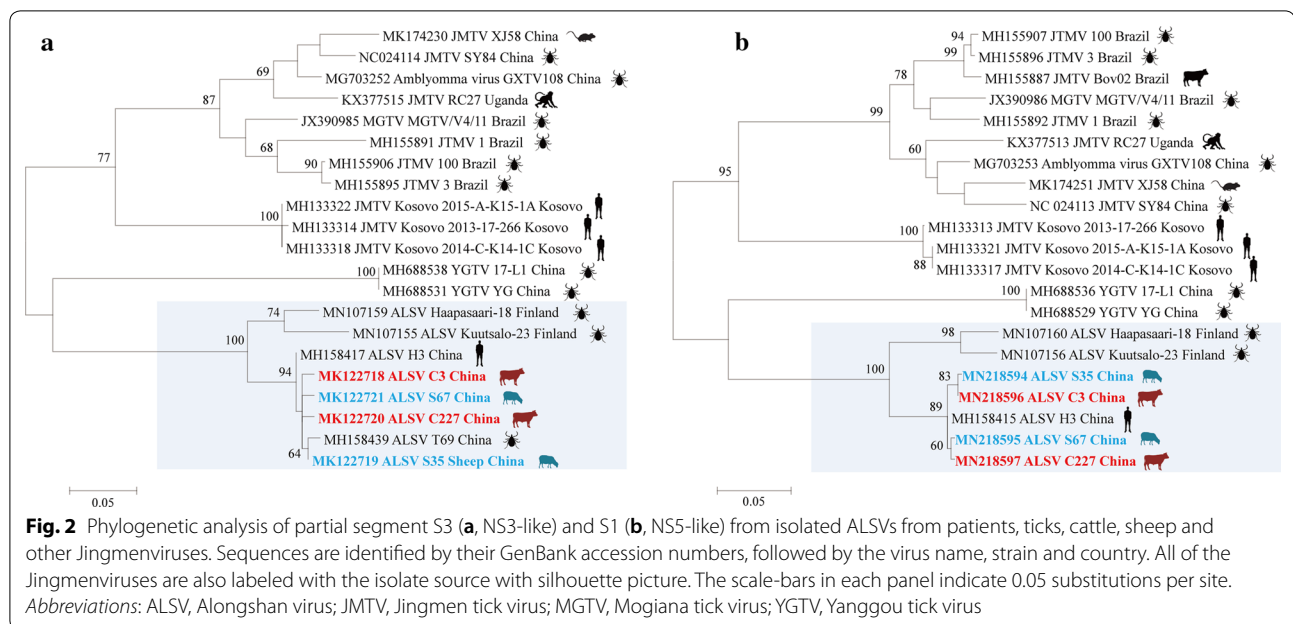 a
MK174230 JMTV XJ58 China
NC024114 JMTV SY84 China
69
MG703252 Amblyomma virus GXTV108 China
87
KX377515 JMTV RC27 Uganda
JX390985 MGTV MGTV/V4/11 Brazil
MH155891 JTMV 1 Brazil
68
90
MH155906 JTMV 100 Brazil
77
MH155895 JTMV 3 Brazil
MH133322 JMTV Kosovo 2015-A-K15-1A Kosovo
100
MH133314 JMTV Kosovo 2013-17-266 Kosovo
MH133318 JMTV Kosovo 2014-C-K14-1C Kosovo
100
MH688538 YGTV 17-L1 China
MH688531 YGTV YG China
74
MN107159 ALSV Haapasaari-18 Finland
100
MN107155 ALSV Kuutsalo-23 Finland
MH158417 ALSV H3 China
94
MK122718 ALSV C3 China
MK122721 ALSV S67 China
MK122720 ALSV C227 China
MH158439 ALSV T69 China
64
MK122719 ALSV S35 Sheep China
0.05
b
94
MH155907 JTMV 100 Brazil
99
MH155896 JTMV 3 Brazil
78
MH155887 JMTV Bov02 Brazil
JX390986 MGTV MGTV/V4/11 Brazil
99
MH155892 JTMV 1 Brazil
KX377513 JMTV RC27 Uganda
60
MG703253 Amblyomma virus GXTV108 China
95
MK174251 JMTV XJ58 China
NC 024113 JMTV SY84 China
100
MH133313 JMTV Kosovo 2013-17-266 Kosovo
MH133321 JMTV Kosovo 2015-A-K15-1A Kosovo
88
MH133317 JMTV Kosovo 2014-C-K14-1C Kosovo
100
MH688536 YGTV 17-L1 China
MH688529 YGTV YG China
98
MN107160 ALSV Haapasaari-18 Finland
MN107156 ALSV Kuutsalo-23 Finland
100
83
MN218594 ALSV S35 China
MN218596 ALSV C3 China
89
MH158415 ALSV H3 China
60
MN218595 ALSV S67 China
MN218597 ALSV C227 China
0.05
Fig. 2 Phylogenetic analysis of partial segment S3 (a, NS3-like) and S1 (b, NS5-like) from isolated ALSVs from patients, ticks, cattle, sheep and
other Jingmenviruses. Sequences are identified by their GenBank accession numbers, followed by the virus name, strain and country. All of the
Jingmenviruses are also labeled with the isolate source with silhouette picture. The scale-bars in each panel indicate 0.05 substitutions per site.
Abbreviations: ALSV, Alongshan virus; JMTV, Jingmen tick virus; MGTV, Mogiana tick virus; YGTV, Yanggou tick virus